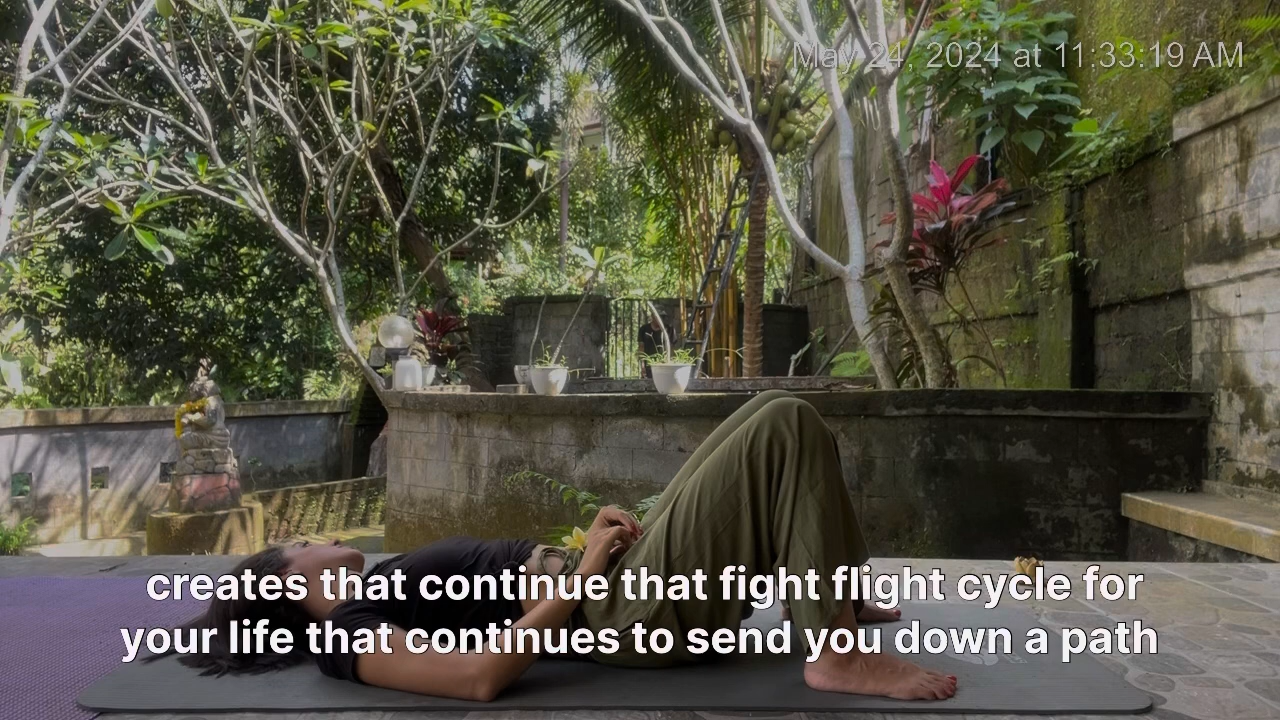 May 24, 2024 at 11:33:19 AM
creates that continue that fight flight cycle for
your life that continues to send you down a path